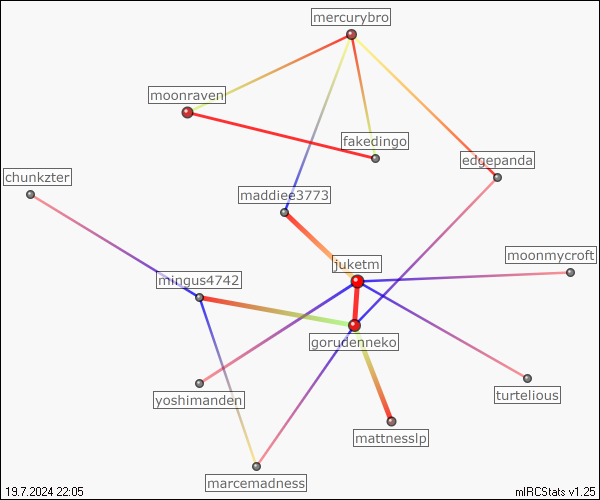 mercurybro
moonraven
fakedingo
edgepanda
chunkzter
maddiee3773
moonmycroft
juketm
mingus4742
gorudenneko
turtelious
yoshimanden
mattnesslp
marcemadness
19.7.2024 22:05
mIRCStats v1.25